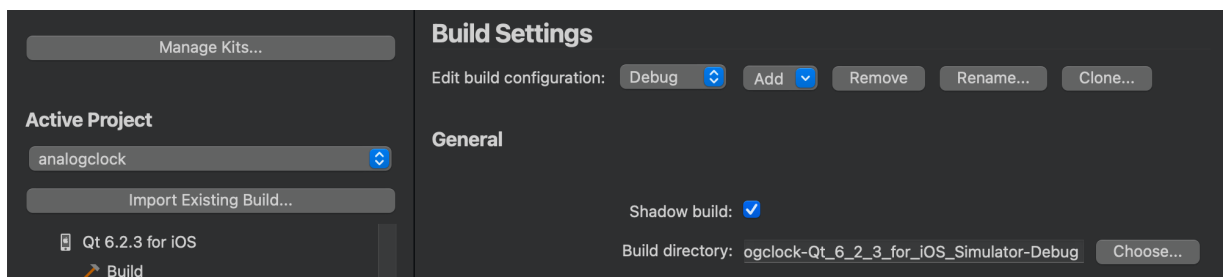 Manage Kits...
Active Project
analogclock
Import Existing Build...
Qt 6.2.3 for iOS
Build
Build Settings
Edit build configuration: Debug Add Remove Rename... Clone...
General
Shadow build:
Build directory: ogclock-Qt_6_2_3_for_iOS_Simulator-Debug Choose...